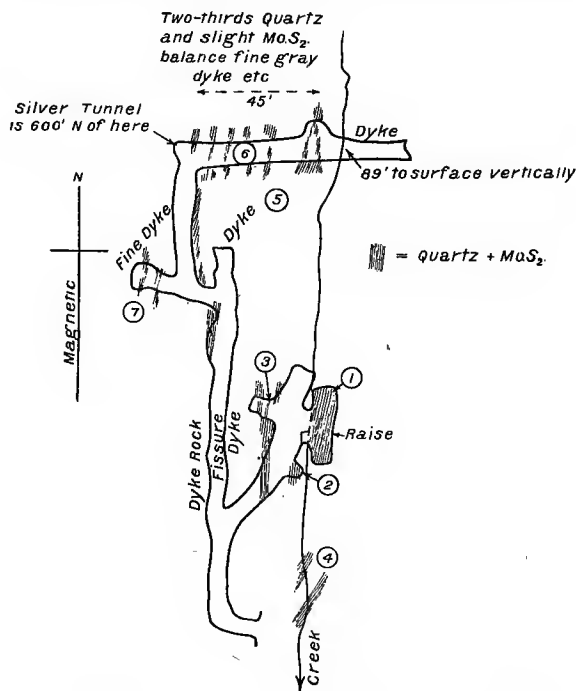 Two-thirds Quartz
and slight Mo.S₂.
balance fine gray
dyke etc
45'
Silver Tunnel
is 600' N of here
Dyke
6
89' to surface vertically
5
N
Dyke
Fine Dyke
= Quartz + MoS₂.
7
Magnetic
3
1
Raise
Dyke Rock
Fissure
Dyke
2
4
Creek